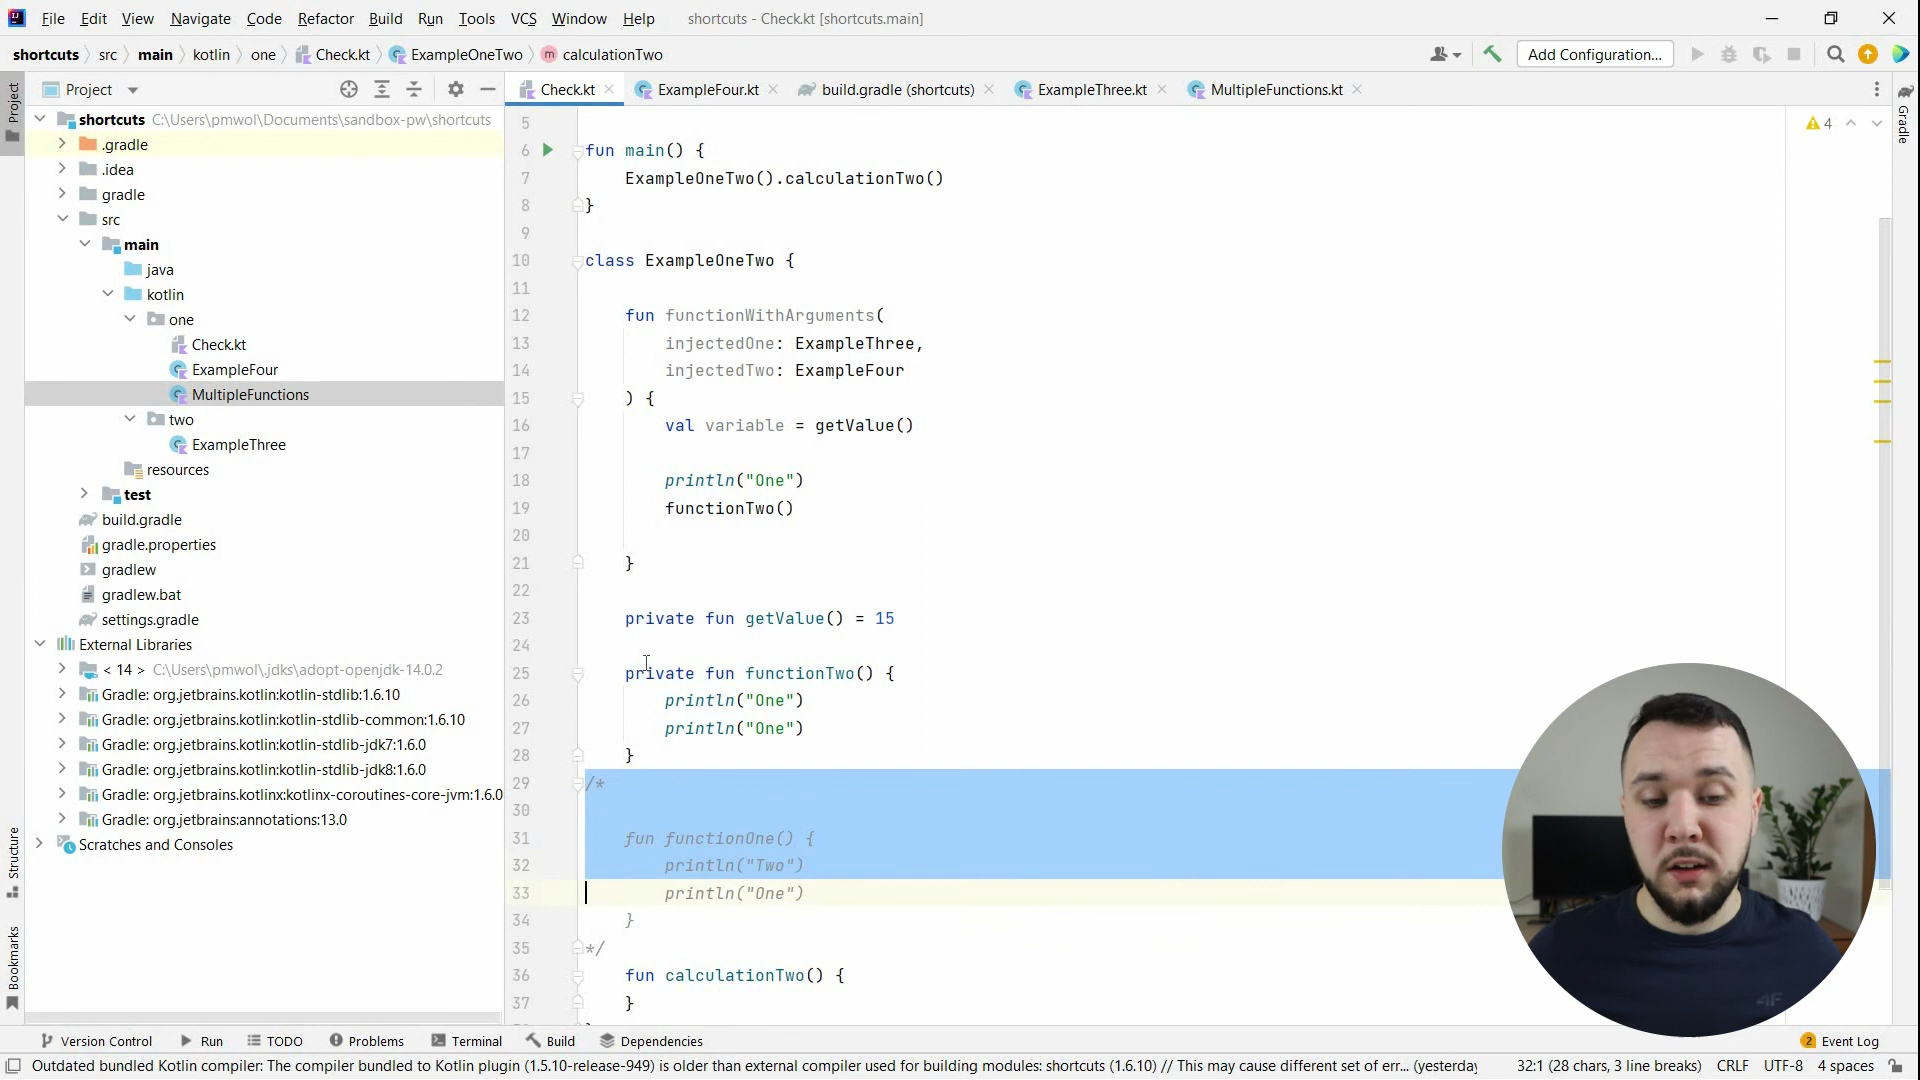 File Edit View Navigate Code Refactor Build Run Tools VCS Window Help shortcuts - Check.kt [shortcuts.main]
shortcuts src main kotlin one Check.kt ExampleOneTwo calculationTwo Add Configuration...
Project
Project
Check.kt ExampleFour.kt build.gradle (shortcuts) ExampleThree.kt MultipleFunctions.kt
Gradle
shortcuts C:\Users\pmwol\Documents\sandbox-pw\shortcuts
.gradle
.idea
gradle
src
main
java
kotlin
one
Check.kt
ExampleFour
MultipleFunctions
two
ExampleThree
resources
test
build.gradle
gradle.properties
gradlew
gradlew.bat
settings.gradle
External Libraries
< 14 > C:\Users\pmwol\.jdks\adopt-openjdk-14.0.2
Gradle: org.jetbrains.kotlin:kotlin-stdlib:1.6.10
Gradle: org.jetbrains.kotlin:kotlin-stdlib-common:1.6.10
Gradle: org.jetbrains.kotlin:kotlin-stdlib-jdk7:1.6.0
Gradle: org.jetbrains.kotlin:kotlin-stdlib-jdk8:1.6.0
Gradle: org.jetbrains.kotlinx:kotlinx-coroutines-core-jvm:1.6.0
Gradle: org.jetbrains:annotations:13.0
Scratches and Consoles
Structure
Bookmarks
4
5
6 fun main() {
7 ExampleOneTwo().calculationTwo()
8 }
9
10 class ExampleOneTwo {
11
12 fun functionWithArguments(
13 injectedOne: ExampleThree,
14 injectedTwo: ExampleFour
15 ) {
16 val variable = getValue()
17
18 println("One")
19 functionTwo()
20
21 }
22
23 private fun getValue() = 15
24
25 private fun functionTwo() {
26 println("One")
27 println("One")
28 }
29 /*
30
31 fun functionOne() {
32 println("Two")
33 println("One")
34 }
35 */
36 fun calculationTwo() {
37 }
Version Control Run TODO Problems Terminal Build Dependencies 2 Event Log
Outdated bundled Kotlin compiler: The compiler bundled to Kotlin plugin (1.5.10-release-949) is older than external compiler used for building modules: shortcuts (1.6.10) // This may cause different set of err... (yesterday 32:1 (28 chars, 3 line breaks) CRLF UTF-8 4 spaces